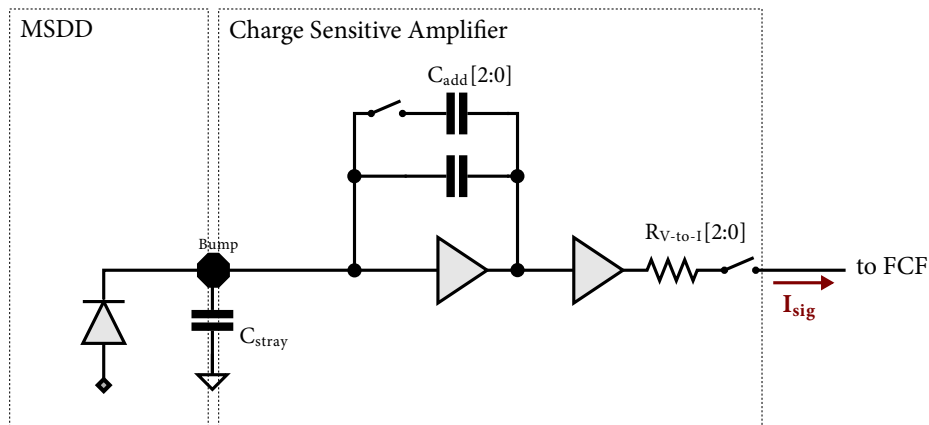 MSDD
Charge Sensitive Amplifier
Cadd[2:0]
Bump
RV-to-I[2:0]
to FCF
Isig
Cstray